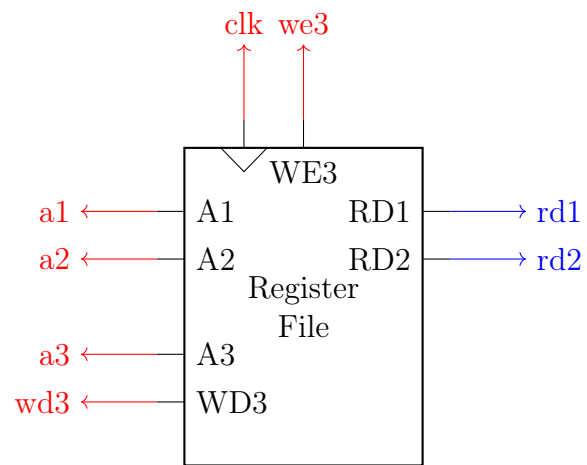 clk we3
WE3
a1 A1 RD1 rd1
a2 A2 RD2 rd2
Register
File
a3 A3
wd3 WD3